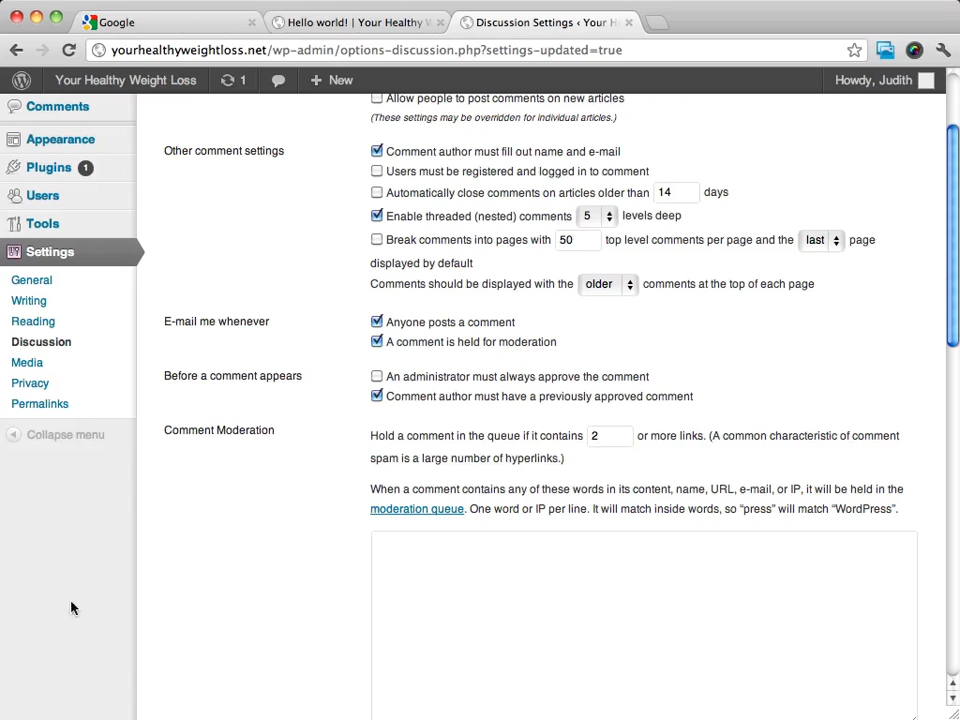 Google
Hello world! | Your Healthy W
Discussion Settings ‹ Your H
yourhealthyweightloss.net/wp-admin/options-discussion.php?settings-updated=true
Your Healthy Weight Loss
1
New
Howdy, Judith
Comments
Appearance
Plugins 1
Users
Tools
Settings
General
Writing
Reading
Discussion
Media
Privacy
Permalinks
Collapse menu
Allow people to post comments on new articles
(These settings may be overridden for individual articles.)
Other comment settings
Comment author must fill out name and e-mail
Users must be registered and logged in to comment
Automatically close comments on articles older than 14 days
Enable threaded (nested) comments 5 levels deep
Break comments into pages with 50 top level comments per page and the last page
displayed by default
Comments should be displayed with the older comments at the top of each page
E-mail me whenever
Anyone posts a comment
A comment is held for moderation
Before a comment appears
An administrator must always approve the comment
Comment author must have a previously approved comment
Comment Moderation
Hold a comment in the queue if it contains 2 or more links. (A common characteristic of comment
spam is a large number of hyperlinks.)
When a comment contains any of these words in its content, name, URL, e-mail, or IP, it will be held in the
moderation queue. One word or IP per line. It will match inside words, so “press” will match “WordPress”.